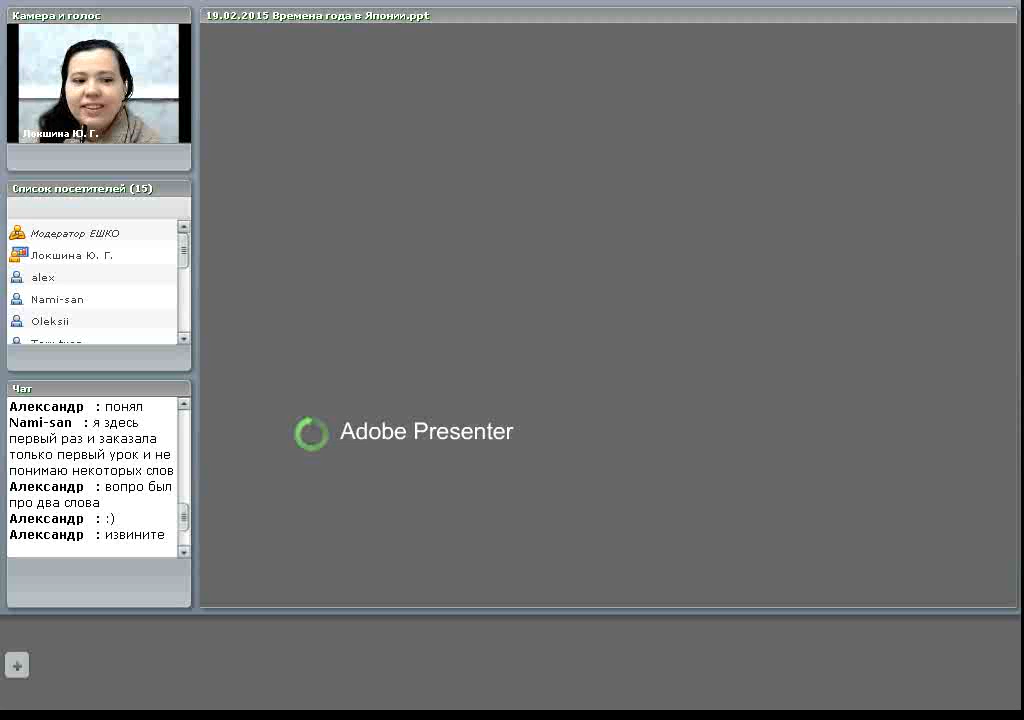 Камера и голос
Локшина Ю. Г.
Список посетителей (15)
Модератор ЕШКО
Локшина Ю. Г.
alex
Nami-san
Oleksii
Чат
Александр : понял
Nami-san : я здесь
первый раз и заказала
только первый урок и не
понимаю некоторых слов
Александр : вопро был
про два слова
Александр : :)
Александр : извините
19.02.2015 Времена года в Японии.ppt
Adobe Presenter